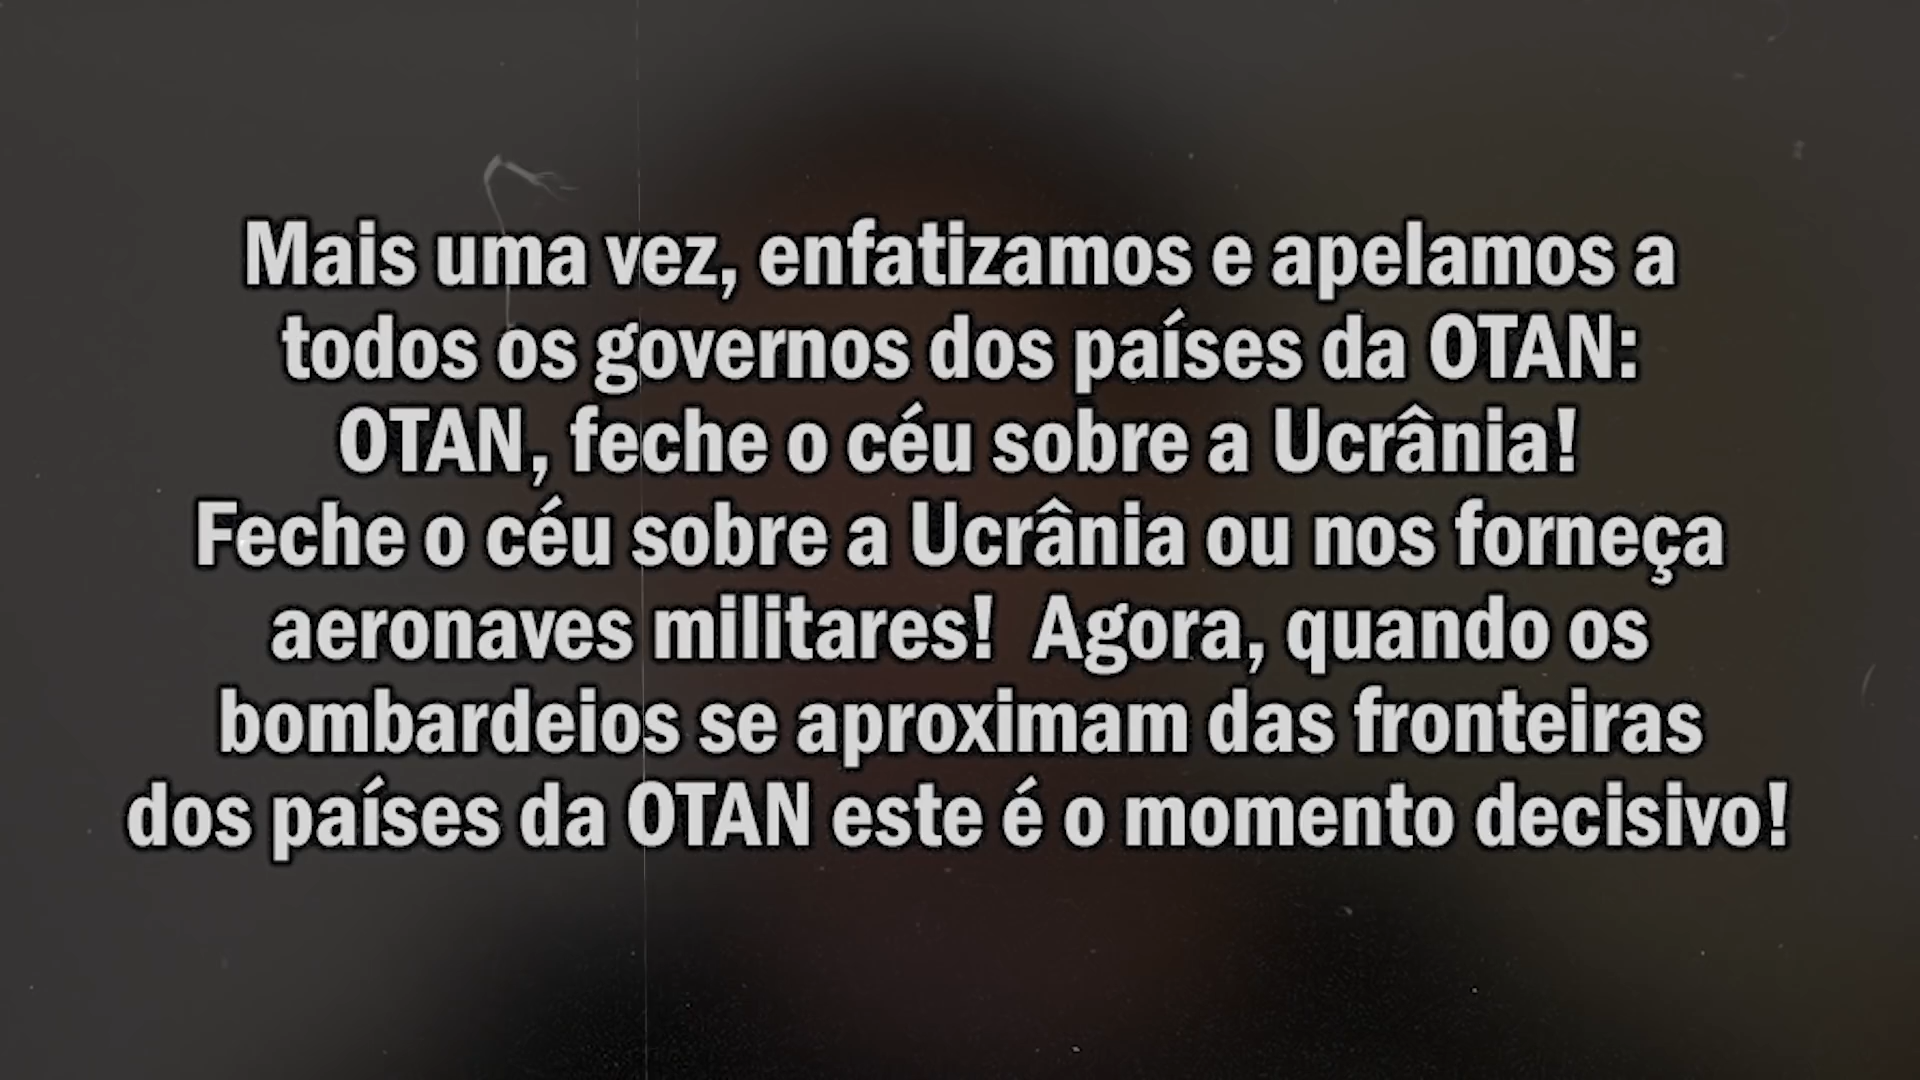 Mais uma vez, enfatizamos e apelamos a
todos os governos dos países da OTAN:
OTAN, feche o céu sobre a Ucrânia!
Feche o céu sobre a Ucrânia ou nos forneça
aeronaves militares!  Agora, quando os
bombardeios se aproximam das fronteiras
dos países da OTAN este é o momento decisivo!